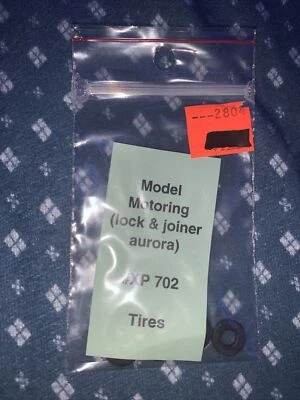 ---2804
Model
Motoring
(lock & joiner
aurora)
#XP 702
Tires